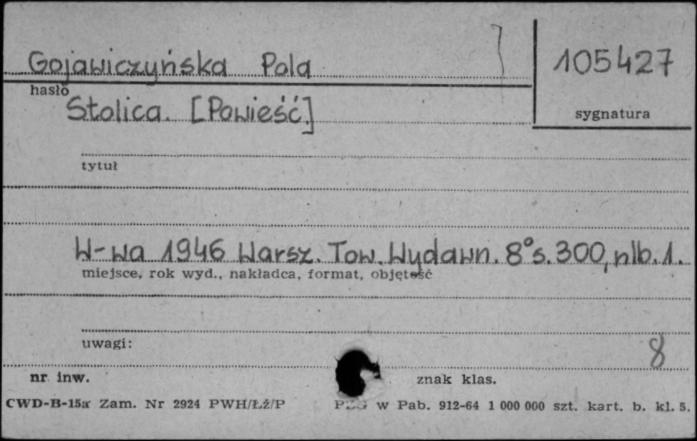 Gojawiczyńska Pola
105427
hasło
Stolica. [Powieść.]
sygnatura
tytuł
W-wa 1946 Warsz. Tow. Wydawn. 8° s. 300, nlb. 1.
miejsce, rok wyd., nakładca, format, objętość
uwagi:
8
nr inw.
znak klas.
CWD-B-15a Zam. Nr 2924 PWH/Łż/P
w Pab. 912-64 1 000 000 szt. kart. b. kl. 5.